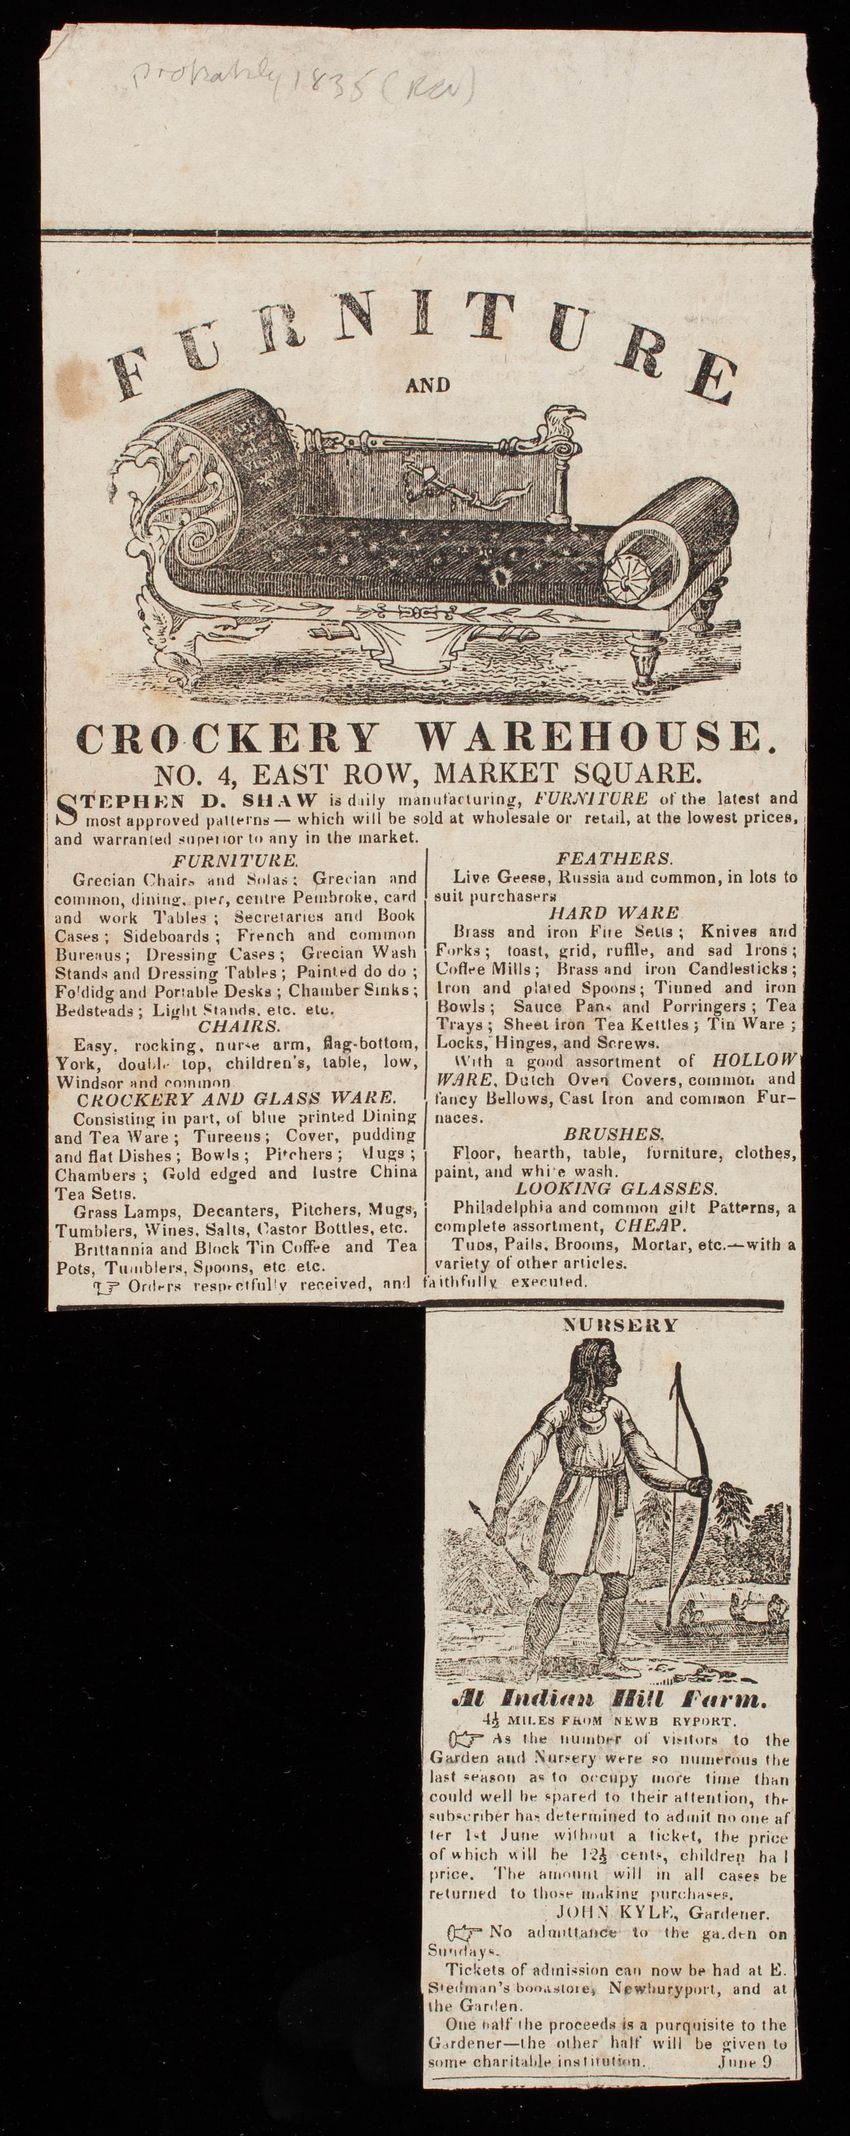 probably 1835 (RCN)
FURNITURE
AND
CROCKERY WAREHOUSE.
NO. 4, EAST ROW, MARKET SQUARE.
STEPHEN D. SHAW is daily manufacturing, FURNITURE of the latest and
most approved patterns — which will be sold at wholesale or retail, at the lowest prices,
and warranted superior to any in the market.
FURNITURE.
Grecian Chairs and Sofas; Grecian and
common, dining, pier, centre Pembroke, card
and work Tables; Secretaries and Book
Cases; Sideboards; French and common
Bureaus; Dressing Cases; Grecian Wash
Stands and Dressing Tables; Painted do do;
Fo'didg and Portable Desks; Chamber Sinks;
Bedsteads; Light Stands, etc. etc.
CHAIRS.
Easy, rocking, nurse arm, flag-bottom,
York, double top, children's, table, low,
Windsor and common
CROCKERY AND GLASS WARE.
Consisting in part, of blue printed Dining
and Tea Ware; Tureens; Cover, pudding
and flat Dishes; Bowls; Pitchers; Mugs;
Chambers; Gold edged and lustre China
Tea Setts.
Grass Lamps, Decanters, Pitchers, Mugs,
Tumblers, Wines, Salts, Castor Bottles, etc.
Brittannia and Block Tin Coffee and Tea
Pots, Tumblers, Spoons, etc etc.
FEATHERS.
Live Geese, Russia and common, in lots to
suit purchasers
HARD WARE
Brass and iron Fire Setts; Knives and
Forks; toast, grid, ruffle, and sad Irons;
Coffee Mills; Brass and iron Candlesticks;
Iron and plated Spoons; Tinned and iron
Bowls; Sauce Pans and Porringers; Tea
Trays; Sheet iron Tea Kettles; Tin Ware;
Locks, Hinges, and Screws.
With a good assortment of HOLLOW
WARE, Dutch Oven Covers, common and
fancy Bellows, Cast Iron and common Fur-
naces.
BRUSHES.
Floor, hearth, table, furniture, clothes,
paint, and whi'e wash.
LOOKING GLASSES.
Philadelphia and common gilt Patterns, a
complete assortment, CHEAP.
Tubs, Pails, Brooms, Mortar, etc.—with a
variety of other articles.
☞ Orders respectfully received, and faithfully executed.
NURSERY
At Indian Hill Farm.
4½ MILES FROM NEWB RYPORT.
☞ As the number of visitors to the
Garden and Nursery were so numerous the
last season as to occupy more time than
could well be spared to their attention, the
subscriber has determined to admit no one af
ter 1st June without a ticket, the price
of which will be 12½ cents, children hal
price. The amount will in all cases be
returned to those making purchases.
JOHN KYLE, Gardener.
☞ No admittance to the ga.den on
Sundays.
Tickets of admission can now be had at E.
Stedman's bookstore, Newburyport, and at
the Garden.
One half the proceeds is a purquisite to the
Gardener—the other half will be given to
some charitable institution. June 9